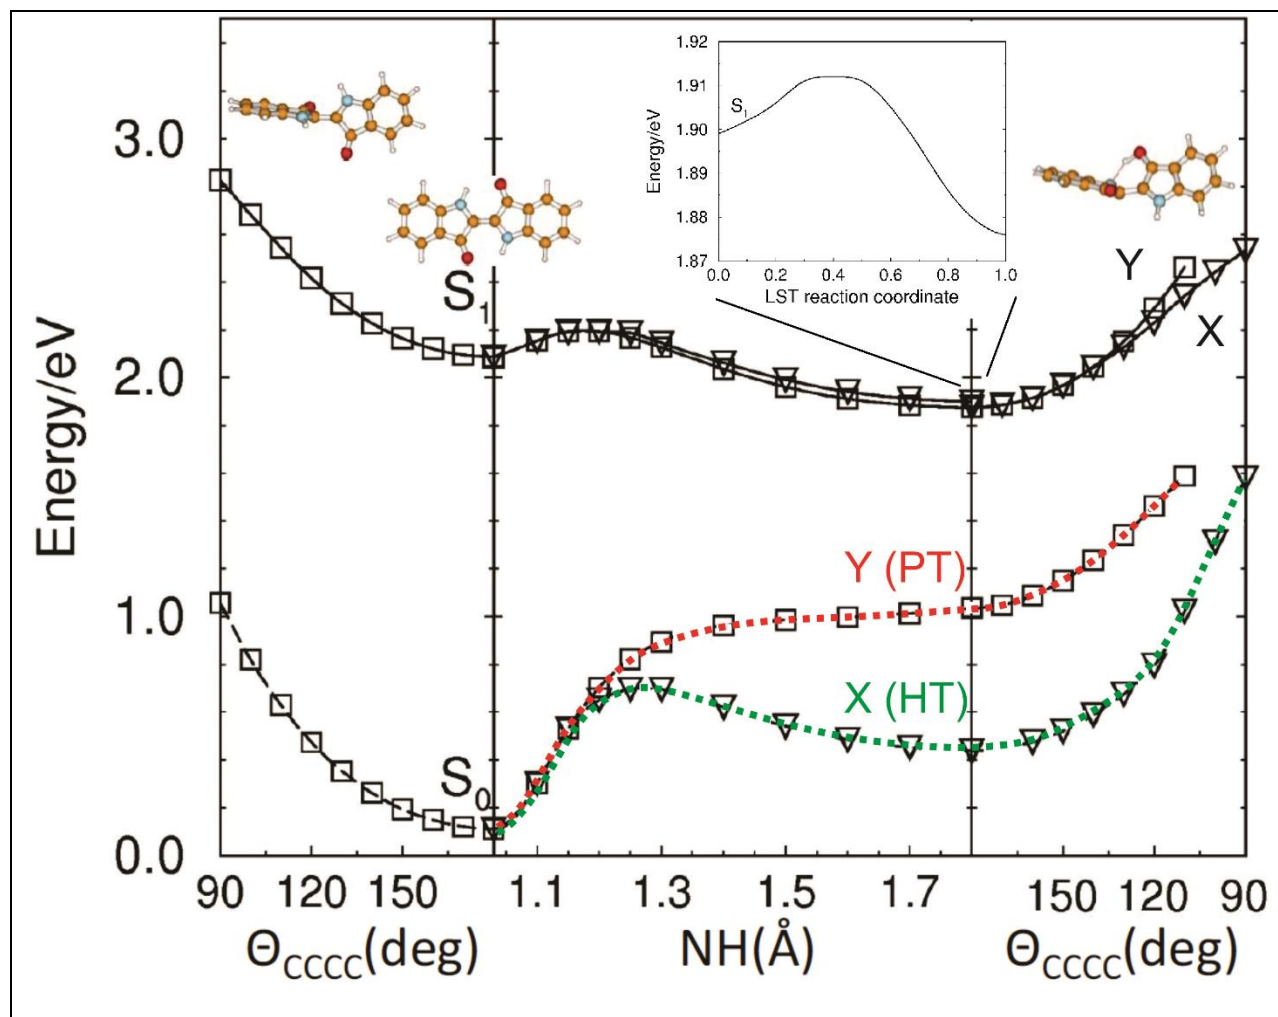 1.92
1.91
1.90
1.89
1.88
1.87
Energy/eV
S₁
0.0 0.2 0.4 0.6 0.8 1.0
LST reaction coordinate
3.0
2.0
1.0
0.0
Energy/eV
S₁
Y
X
Y (PT)
X (HT)
S₀
90 120 150 1.1 1.3 1.5 1.7 150 120 90
Θ_CCCC(deg) NH(Å) Θ_CCCC(deg)